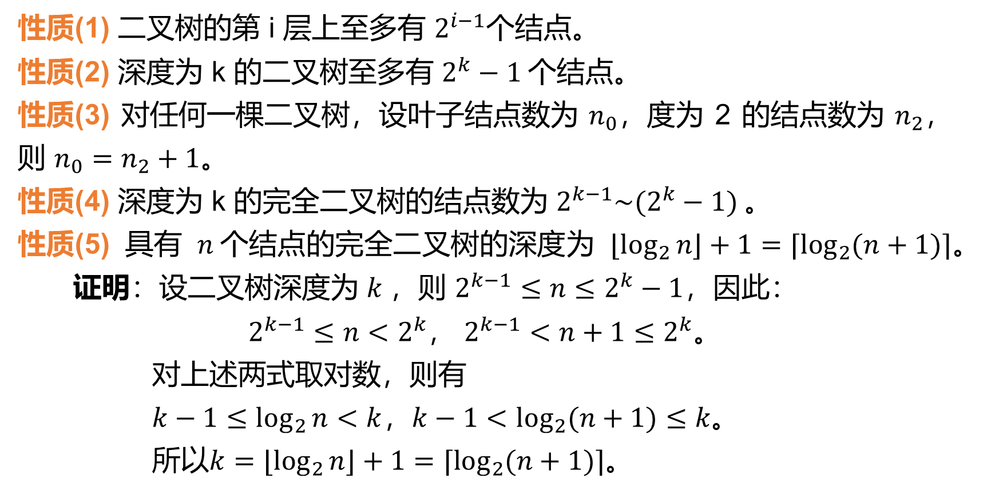 性质(1) 二叉树的第 i 层上至多有 $2^{i-1}$个结点。
性质(2) 深度为 k 的二叉树至多有 $2^k - 1$ 个结点。
性质(3) 对任何一棵二叉树，设叶子结点数为 $n_0$，度为 2 的结点数为 $n_2$，
则 $n_0 = n_2 + 1$。
性质(4) 深度为 k 的完全二叉树的结点数为 $2^{k-1}$~$(2^k - 1)$ 。
性质(5) 具有 $n$ 个结点的完全二叉树的深度为 $\lfloor \log_2 n \rfloor + 1 = \lceil \log_2(n + 1) \rceil$。
证明：设二叉树深度为 $k$ ，则 $2^{k-1} \le n \le 2^k - 1$，因此：
$2^{k-1} \le n < 2^k$， $2^{k-1} < n + 1 \le 2^k$。
对上述两式取对数，则有
$k - 1 \le \log_2 n < k$，$k - 1 < \log_2(n + 1) \le k$。
所以$k = \lfloor \log_2 n \rfloor + 1 = \lceil \log_2(n + 1) \rceil$。